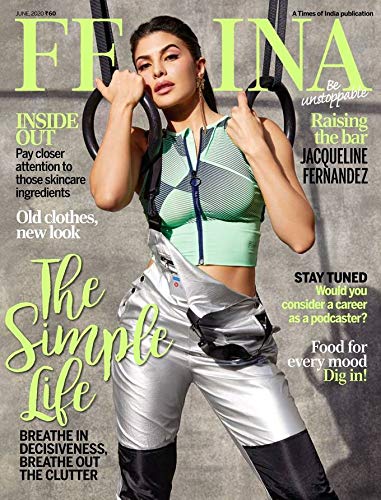 JUNE, 2020 ₹60
A Times of India publication
FEMINA
Be
unstoppable
INSIDE
OUT
Pay closer
attention to
those skincare
ingredients
Old clothes,
new look
Raising
the bar
JACQUELINE
FERNANDEZ
The
Simple
Life
BREATHE IN
DECISIVENESS,
BREATHE OUT
THE CLUTTER
STAY TUNED
Would you
consider a career
as a podcaster?
Food for
every mood
Dig in!